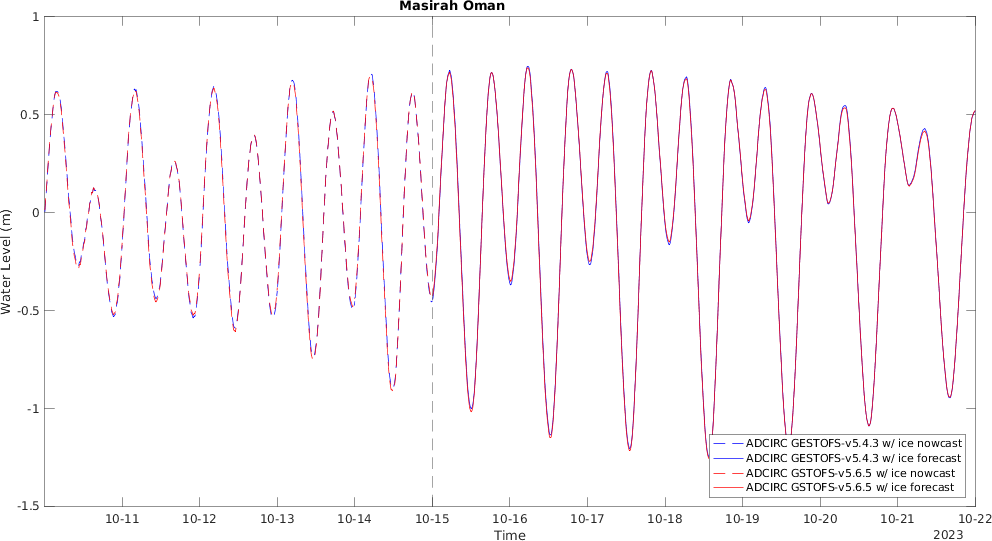 Masirah Oman
1
0.5
0
-0.5
-1
-1.5
Water Level (m)
ADCIRC GESTOFS-v5.4.3 w/ ice nowcast
ADCIRC GESTOFS-v5.4.3 w/ ice forecast
ADCIRC GSTOFS-v5.6.5 w/ ice nowcast
ADCIRC GSTOFS-v5.6.5 w/ ice forecast
10-11 10-12 10-13 10-14 10-15 10-16 10-17 10-18 10-19 10-20 10-21 10-22
Time
2023